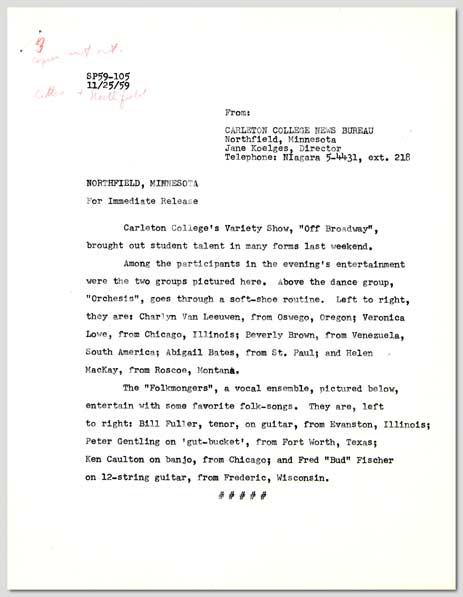 3
copies sent out.
SP59-105
11/25/59
Northfield
From:
CARLETON COLLEGE NEWS BUREAU
Northfield, Minnesota
Jane Koelges, Director
Telephone: NIagara 5-4431, ext. 218
NORTHFIELD, MINNESOTA
For Immediate Release
Carleton College's Variety Show, "Off Broadway",
brought out student talent in many forms last weekend.
Among the participants in the evening's entertainment
were the two groups pictured here. Above the dance group,
"Orchesis", goes through a soft-shoe routine. Left to right,
they are: Charlyn Van Leeuwen, from Oswego, Oregon; Veronica
Lowe, from Chicago, Illinois; Beverly Brown, from Venezuela,
South America; Abigail Bates, from St. Paul; and Helen
MacKay, from Roscoe, Montana.
The "Folkmongers", a vocal ensemble, pictured below,
entertain with some favorite folk-songs. They are, left
to right: Bill Fuller, tenor, on guitar, from Evanston, Illinois;
Peter Gentling on 'gut-bucket', from Fort Worth, Texas;
Ken Caulton on banjo, from Chicago; and Fred "Bud" Fischer
on 12-string guitar, from Frederic, Wisconsin.
# # # # #